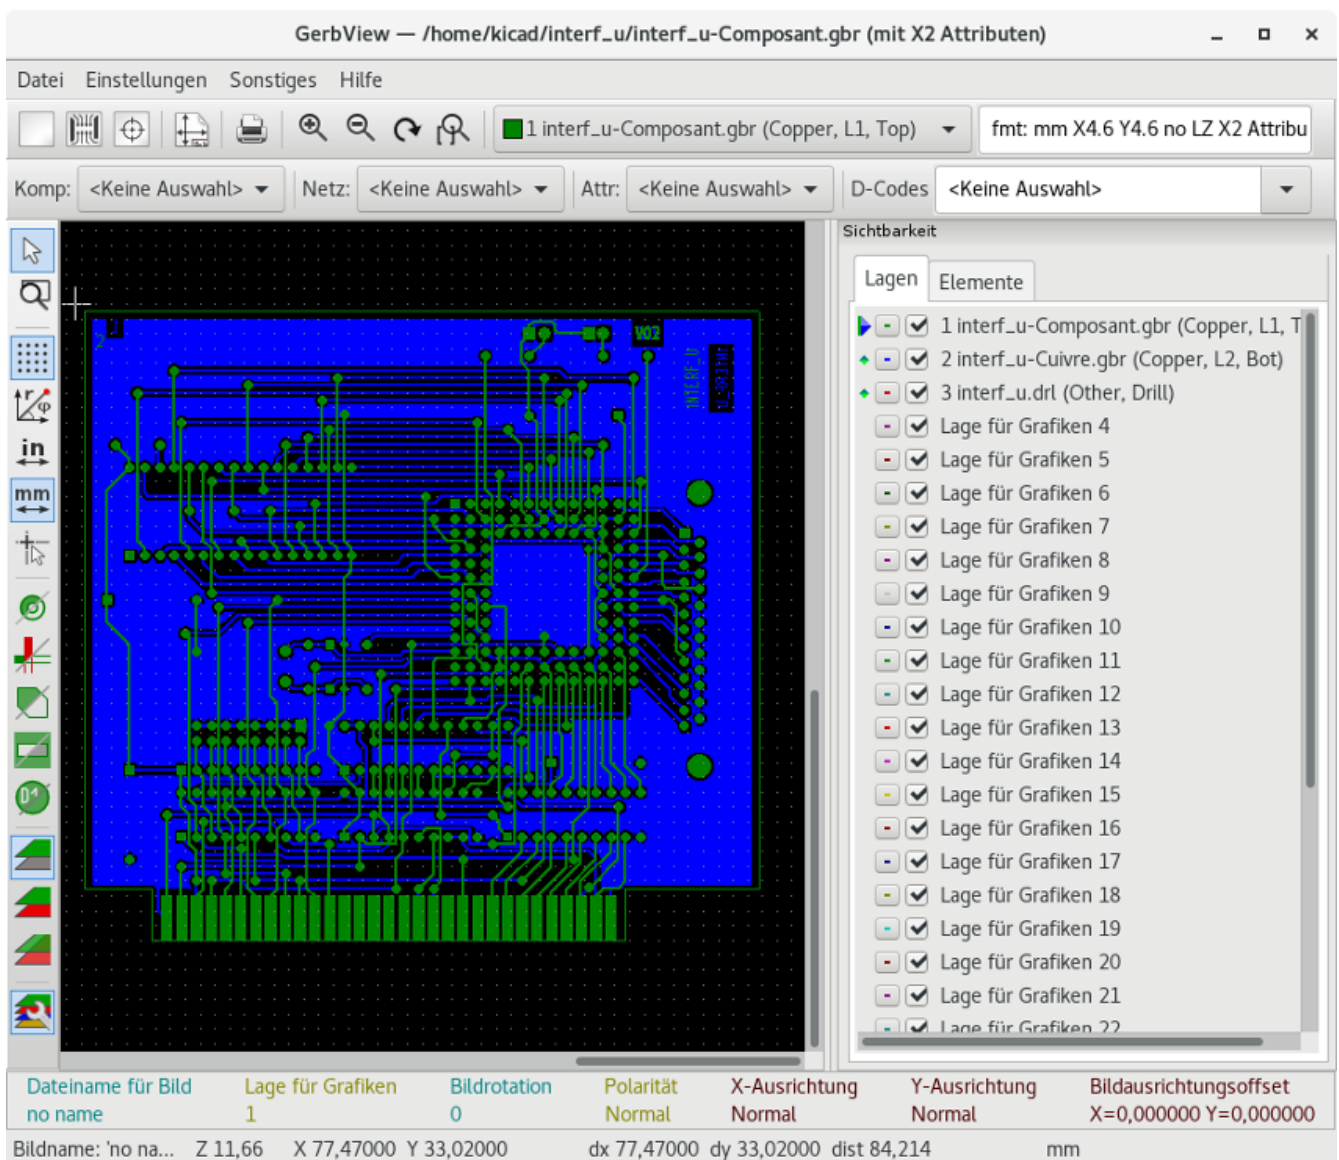 GerbView — /home/kicad/interf_u/interf_u-Composant.gbr (mit X2 Attributen)
Datei Einstellungen Sonstiges Hilfe
1 interf_u-Composant.gbr (Copper, L1, Top) fmt: mm X4.6 Y4.6 no LZ X2 Attribu
Komp: <Keine Auswahl> Netz: <Keine Auswahl> Attr: <Keine Auswahl> D-Codes <Keine Auswahl>
Sichtbarkeit
Lagen Elemente
in
mm
2
V02
INTERF_U
1 interf_u-Composant.gbr (Copper, L1, T
2 interf_u-Cuivre.gbr (Copper, L2, Bot)
3 interf_u.drl (Other, Drill)
Lage für Grafiken 4
Lage für Grafiken 5
Lage für Grafiken 6
Lage für Grafiken 7
Lage für Grafiken 8
Lage für Grafiken 9
Lage für Grafiken 10
Lage für Grafiken 11
Lage für Grafiken 12
Lage für Grafiken 13
Lage für Grafiken 14
Lage für Grafiken 15
Lage für Grafiken 16
Lage für Grafiken 17
Lage für Grafiken 18
Lage für Grafiken 19
Lage für Grafiken 20
Lage für Grafiken 21
Lage für Grafiken 22
Dateiname für Bild Lage für Grafiken Bildrotation Polarität X-Ausrichtung Y-Ausrichtung Bildausrichtungsoffset
no name 1 0 Normal Normal Normal X=0,000000 Y=0,000000
Bildname: 'no na... Z 11,66 X 77,47000 Y 33,02000 dx 77,47000 dy 33,02000 dist 84,214 mm